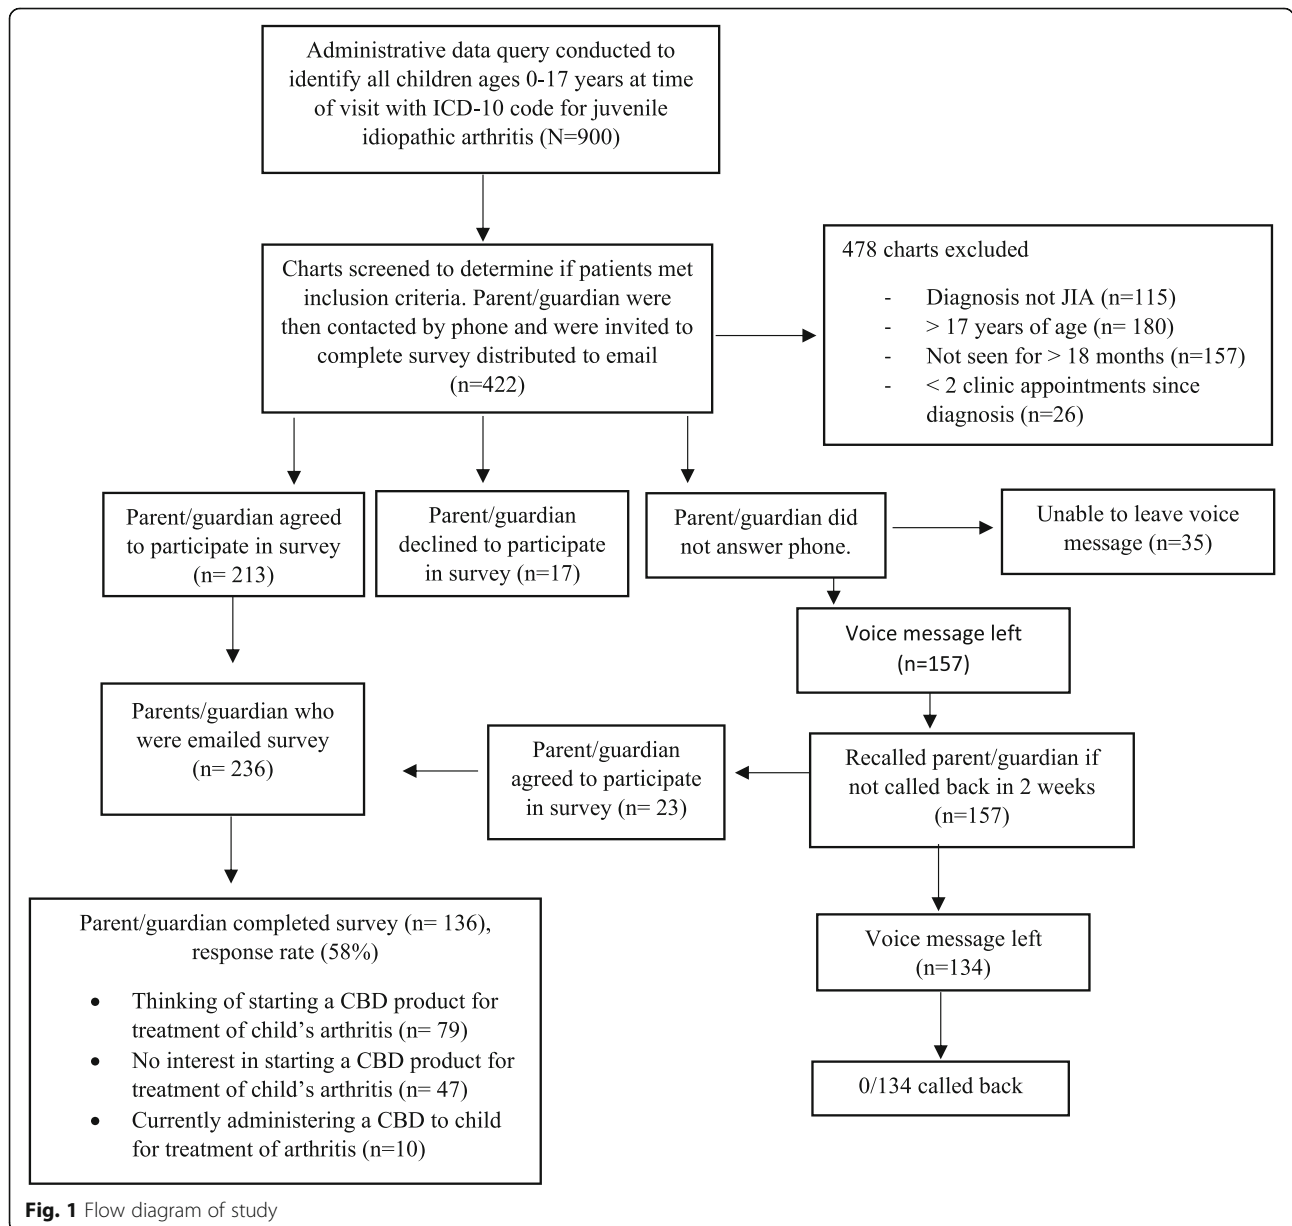 Administrative data query conducted to
identify all children ages 0-17 years at time
of visit with ICD-10 code for juvenile
idiopathic arthritis (N=900)
Charts screened to determine if patients met
inclusion criteria. Parent/guardian were
then contacted by phone and were invited to
complete survey distributed to email
(n=422)
478 charts excluded
- Diagnosis not JIA (n=115)
- > 17 years of age (n= 180)
- Not seen for > 18 months (n=157)
- < 2 clinic appointments since
diagnosis (n=26)
Parent/guardian agreed
to participate in survey
(n= 213)
Parent/guardian
declined to participate
in survey (n=17)
Parent/guardian did
not answer phone.
Unable to leave voice
message (n=35)
Voice message left
(n=157)
Parents/guardian who
were emailed survey
(n= 236)
Parent/guardian
agreed to participate
in survey (n= 23)
Recalled parent/guardian if
not called back in 2 weeks
(n=157)
Parent/guardian completed survey (n= 136),
response rate (58%)
• Thinking of starting a CBD product for
treatment of child's arthritis (n= 79)
• No interest in starting a CBD product for
treatment of child's arthritis (n= 47)
• Currently administering a CBD to child
for treatment of arthritis (n=10)
Voice message left
(n=134)
0/134 called back
Fig. 1 Flow diagram of study